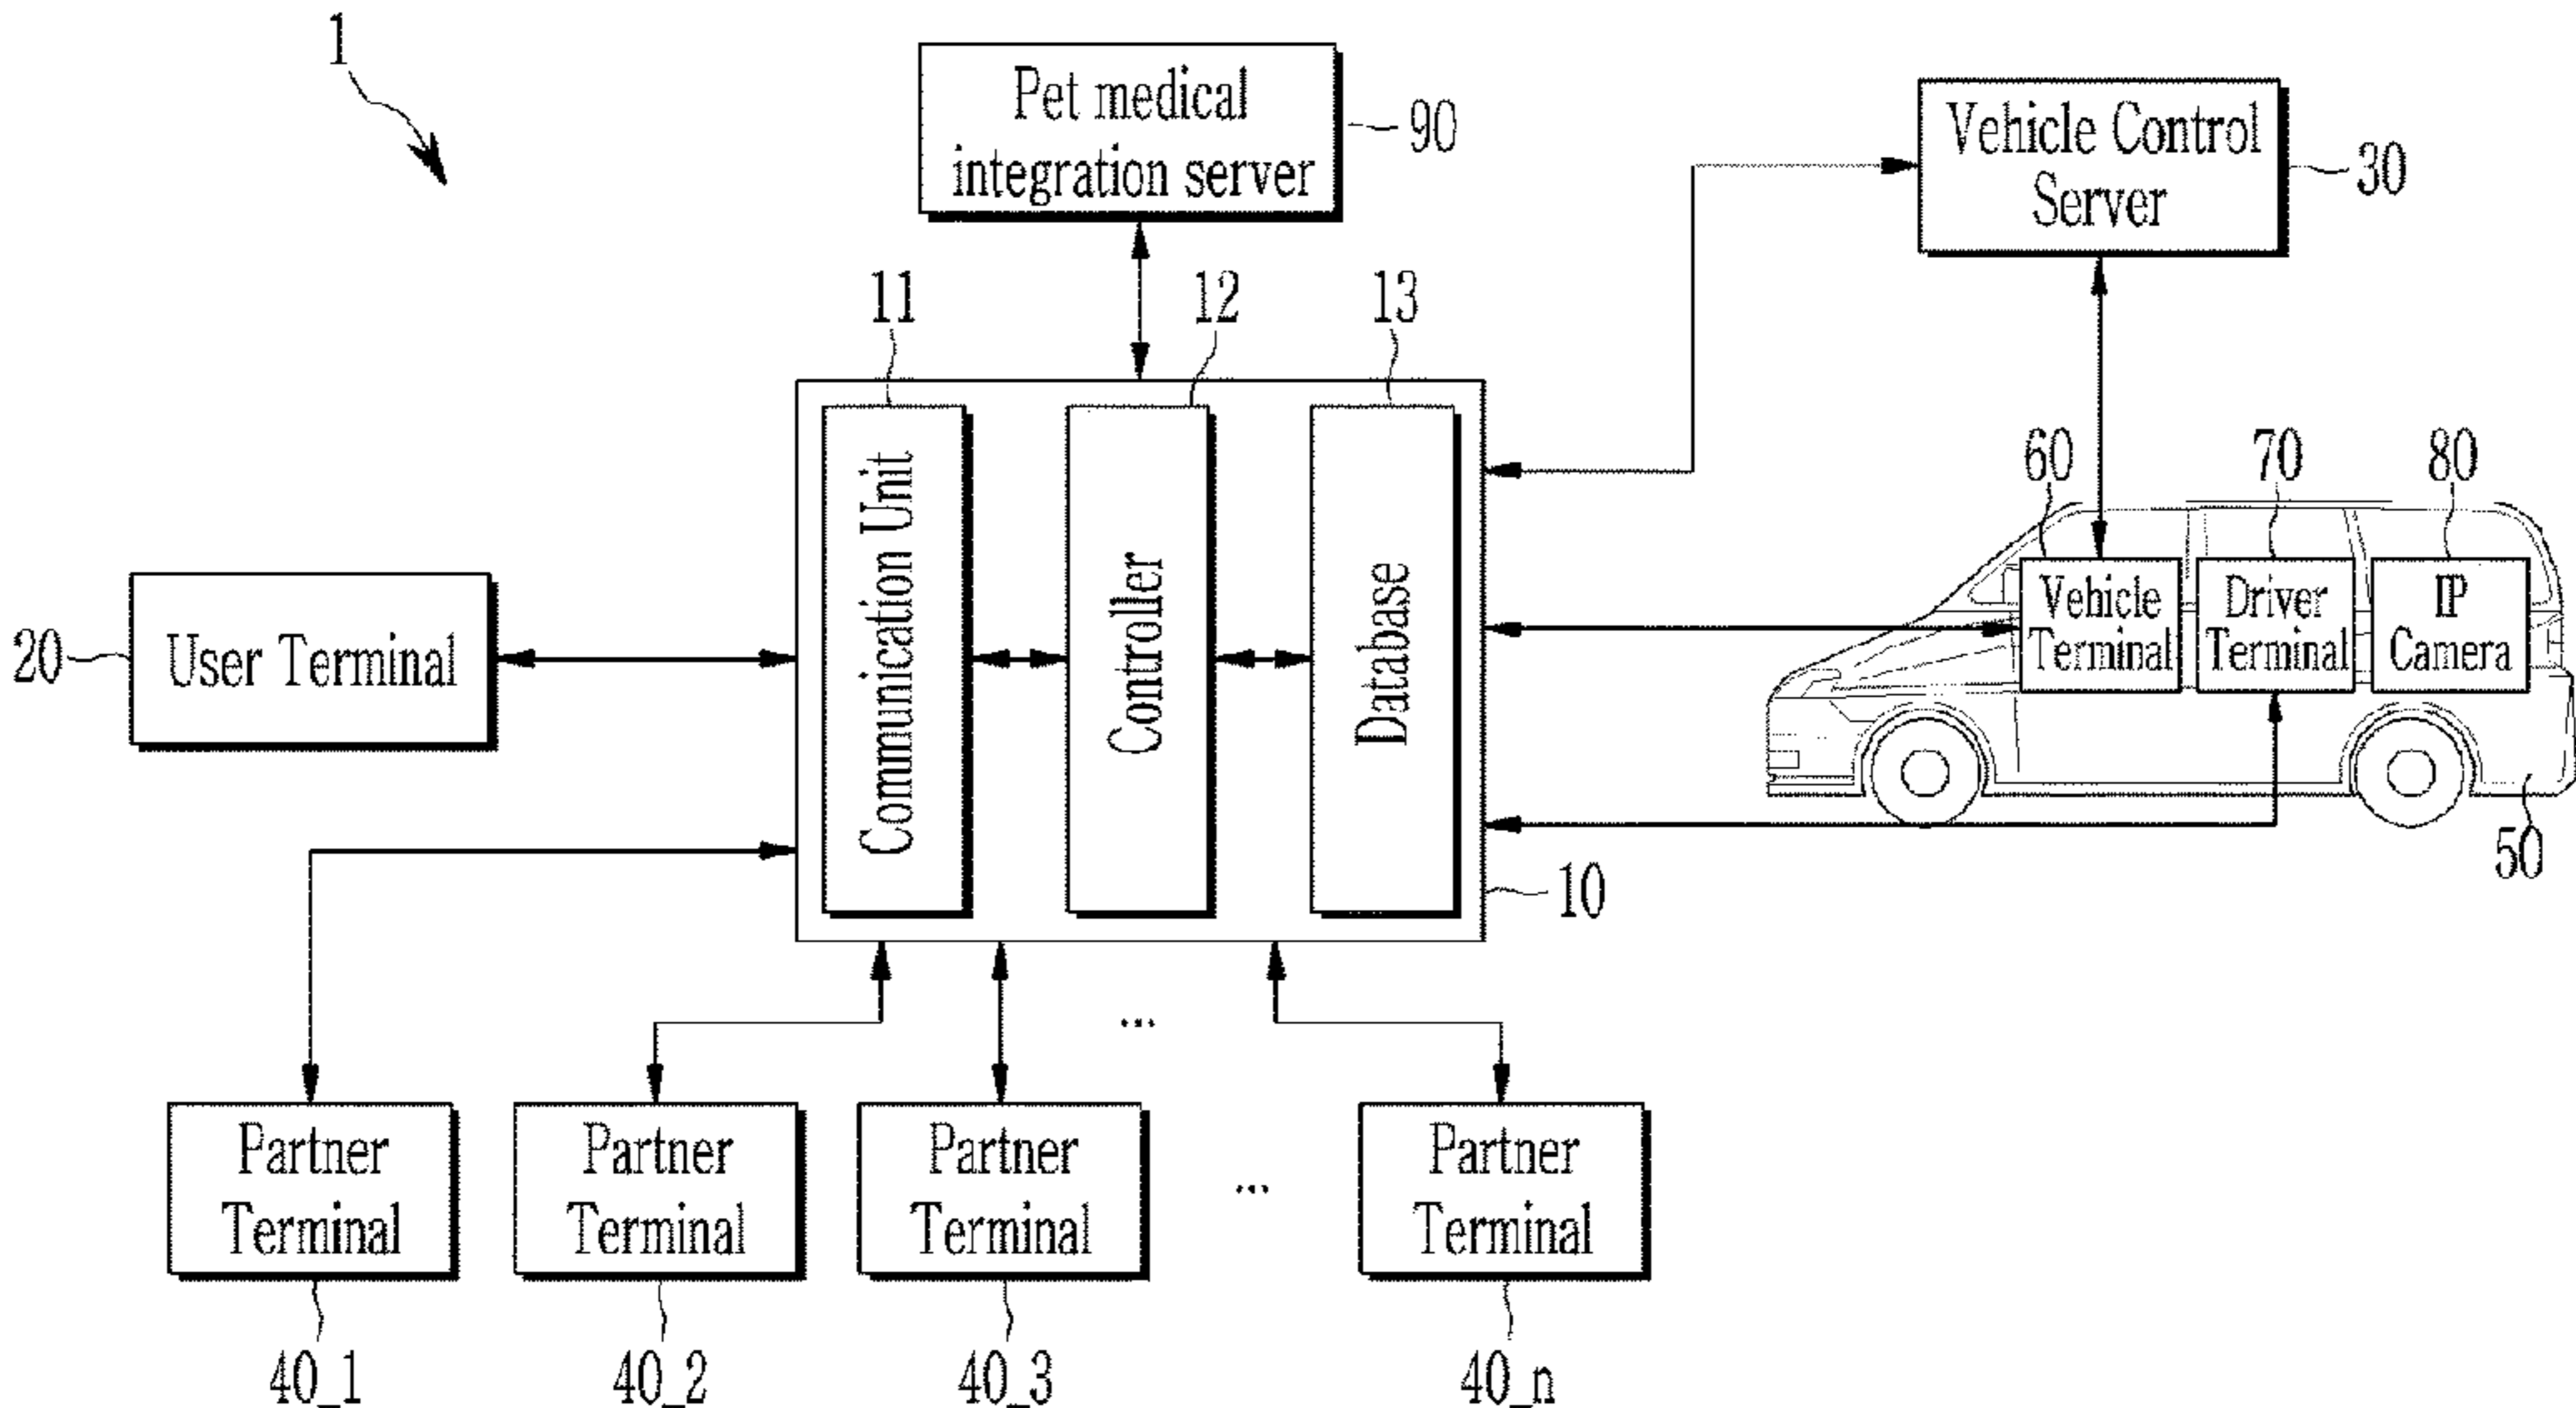 1
Pet medical
integration server
90
Vehicle Control
Server
30
11
12
13
Communication Unit
Controller
Database
10
20
User Terminal
60
70
80
Vehicle
Terminal
Driver
Terminal
IP
Camera
50
...
Partner
Terminal
Partner
Terminal
Partner
Terminal
...
Partner
Terminal
40_1
40_2
40_3
40_n